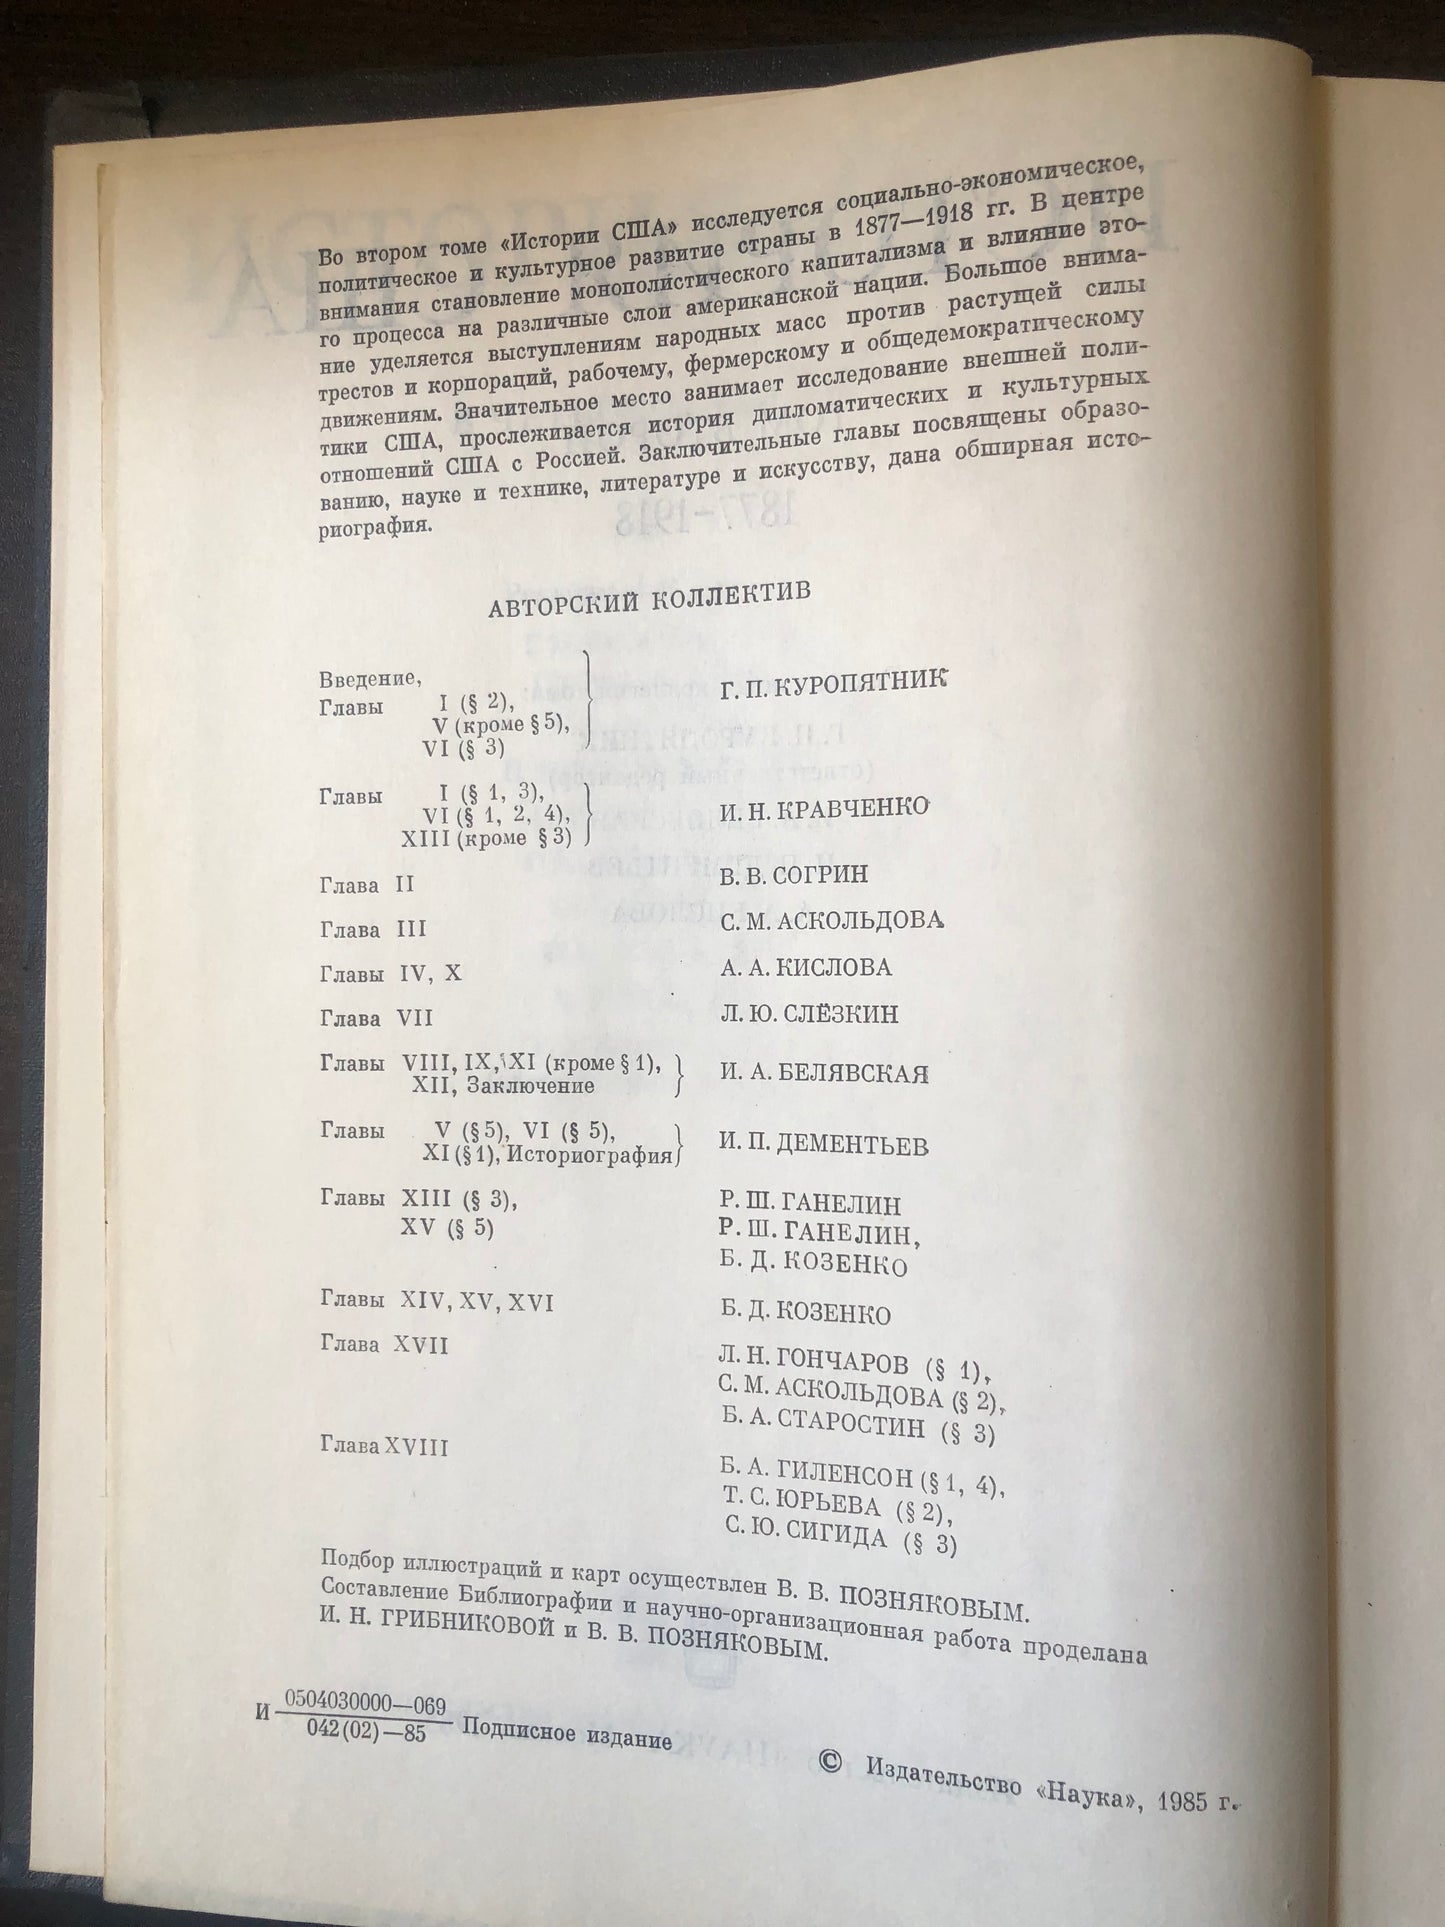 Во втором томе «Истории США» исследуется социально-экономическое,
политическое и культурное развитие страны в 1877—1918 гг. В центре
внимания становление монополистического капитализма и влияние это-
го процесса на различные слои американской нации. Большое внима-
ние уделяется выступлениям народных масс против растущей силы
трестов и корпораций, рабочему, фермерскому и общедемократическому
движениям. Значительное место занимает исследование внешней поли-
тики США, прослеживается история дипломатических и культурных
отношений США с Россией. Заключительные главы посвящены образо-
ванию, науке и технике, литературе и искусству, дана обширная исто-
риография.
АВТОРСКИЙ КОЛЛЕКТИВ
Введение,
Главы I (§ 2),
V (кроме § 5),
VI (§ 3)
Г. П. КУРОПЯТНИК
Главы I (§ 1, 3),
VI (§ 1, 2, 4),
XIII (кроме § 3)
И. Н. КРАВЧЕНКО
Глава II В. В. СОГРИН
Глава III С. М. АСКОЛЬДОВА
Главы IV, X А. А. КИСЛОВА
Глава VII Л. Ю. СЛЁЗКИН
Главы VIII, IX, XI (кроме § 1),
XII, Заключение
И. А. БЕЛЯВСКАЯ
Главы V (§ 5), VI (§ 5),
XI (§ 1), Историография
И. П. ДЕМЕНТЬЕВ
Главы XIII (§ 3), Р. Ш. ГАНЕЛИН
XV (§ 5) Р. Ш. ГАНЕЛИН,
Б. Д. КОЗЕНКО
Главы XIV, XV, XVI Б. Д. КОЗЕНКО
Глава XVII Л. Н. ГОНЧАРОВ (§ 1),
С. М. АСКОЛЬДОВА (§ 2),
Б. А. СТАРОСТИН (§ 3)
Глава XVIII Б. А. ГИЛЕНСОН (§ 1, 4),
Т. С. ЮРЬЕВА (§ 2),
С. Ю. СИГИДА (§ 3)
Подбор иллюстраций и карт осуществлен В. В. ПОЗНЯКОВЫМ.
Составление Библиографии и научно-организационная работа проделана
И. Н. ГРИБНИКОВОЙ и В. В. ПОЗНЯКОВЫМ.
0504030000—069
И Подписное издание
042(02)—85
© Издательство «Наука», 1985 г.